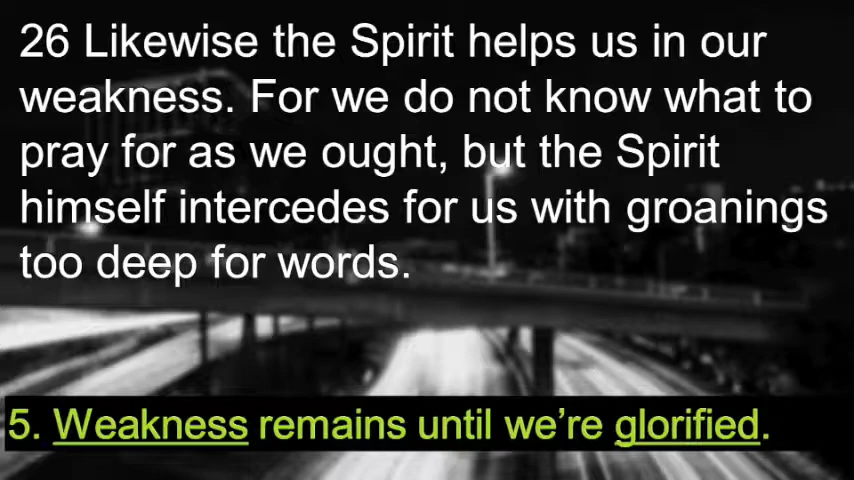 26 Likewise the Spirit helps us in our
weakness. For we do not know what to
pray for as we ought, but the Spirit
himself intercedes for us with groanings
too deep for words.
5. Weakness remains until we’re glorified.